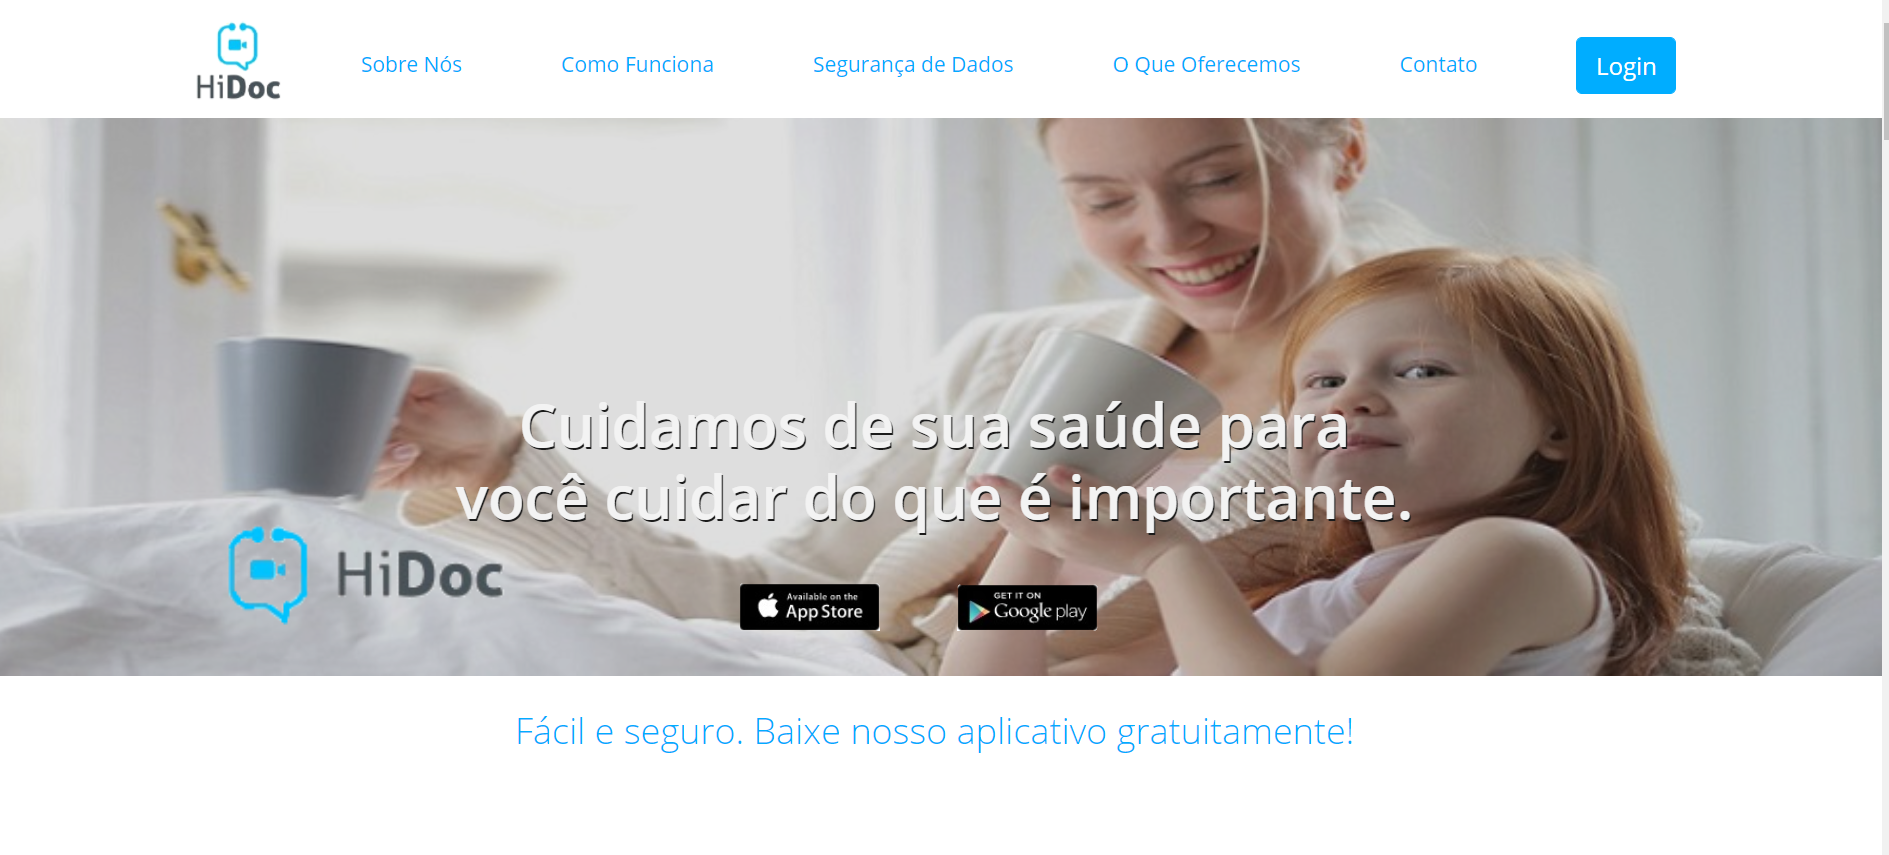 HiDoc
Sobre Nós
Como Funciona
Segurança de Dados
O Que Oferecemos
Contato
Login
Cuidamos de sua saúde para
você cuidar do que é importante.
HiDoc
Available on the
App Store
GET IT ON
Google play
Fácil e seguro. Baixe nosso aplicativo gratuitamente!